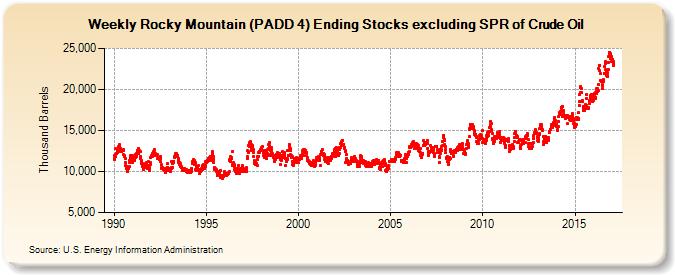 Weekly Rocky Mountain (PADD 4) Ending Stocks excluding SPR of Crude Oil
Thousand Barrels
25,000
20,000
15,000
10,000
5,000
1990 1995 2000 2005 2010 2015
Source: U.S. Energy Information Administration